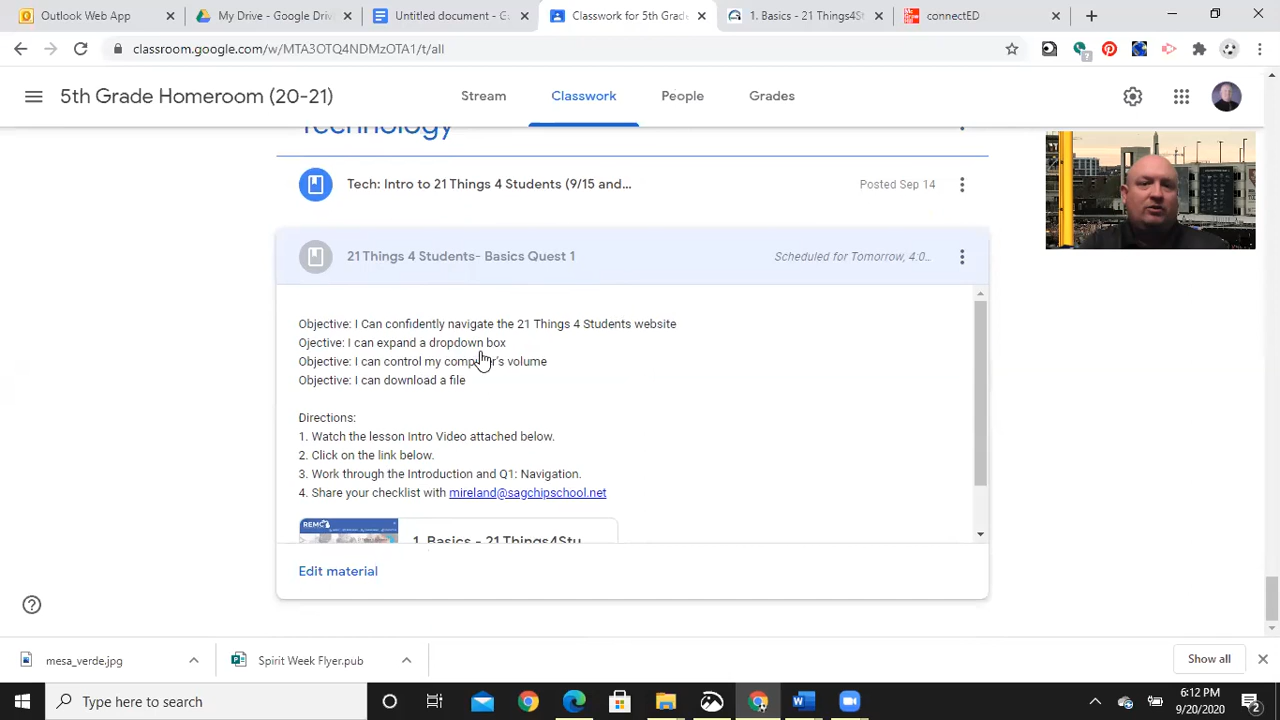 Outlook Web App
My Drive - Google Driv
Untitled document - G
Classwork for 5th Grade
1. Basics - 21 Things4St
connectED
classroom.google.com/w/MTA3OTQ4NDMzOTA1/t/all
5th Grade Homeroom (20-21)
Stream
Classwork
People
Grades
Technology
Tech: Intro to 21 Things 4 Students (9/15 and...
Posted Sep 14
21 Things 4 Students- Basics Quest 1
Scheduled for Tomorrow, 4:0...
Objective: I Can confidently navigate the 21 Things 4 Students website
Ojective: I can expand a dropdown box
Objective: I can control my computer's volume
Objective: I can download a file
Directions:
1. Watch the lesson Intro Video attached below.
2. Click on the link below.
3. Work through the Introduction and Q1: Navigation.
4. Share your checklist with mireland@sagchipschool.net
REMC
1. Basics - 21 Things4Stu
Edit material
mesa_verde.jpg
Spirit Week Flyer.pub
Show all
Type here to search
6:12 PM
9/20/2020
2